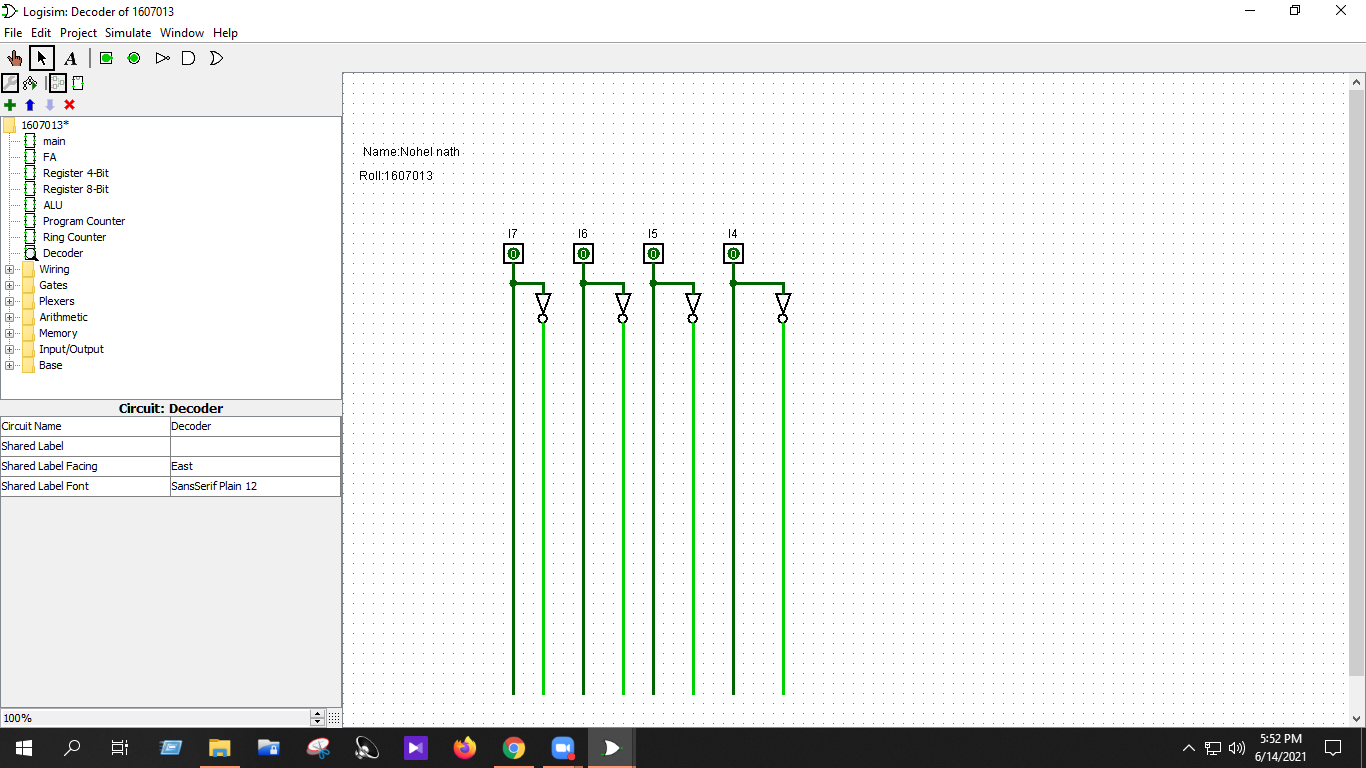 Logisim: Decoder of 1607013
File Edit Project Simulate Window Help
A
1607013*
main
FA
Register 4-Bit
Register 8-Bit
ALU
Program Counter
Ring Counter
Decoder
Wiring
Gates
Plexers
Arithmetic
Memory
Input/Output
Base
Circuit: Decoder
Circuit Name Decoder
Shared Label
Shared Label Facing East
Shared Label Font SansSerif Plain 12
100%
Name:Nohel nath
Roll:1607013
I7 I6 I5 I4
0 0 0 0
5:52 PM
6/14/2021